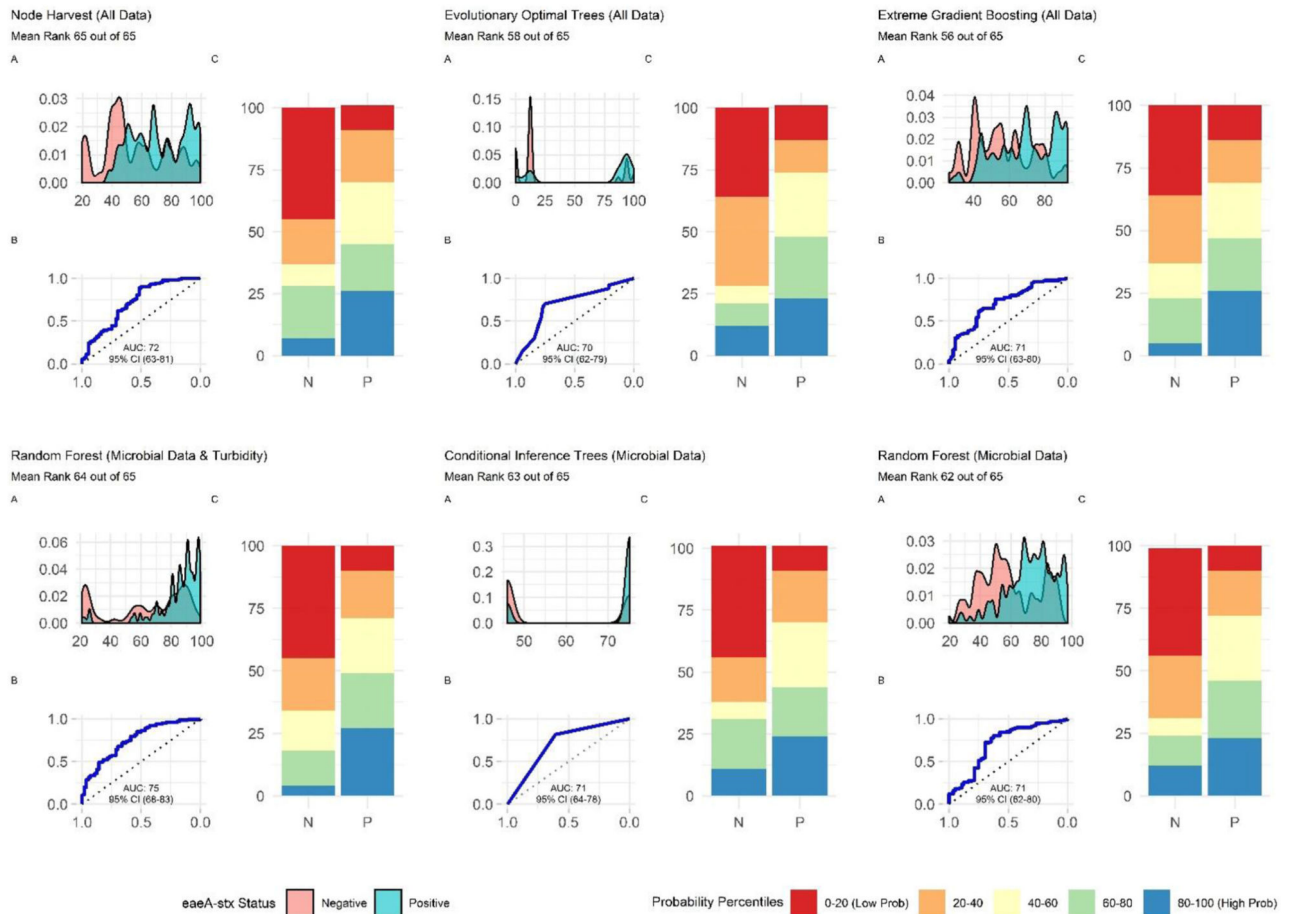 Node Harvest (All Data)
Mean Rank 65 out of 65
A
C
0.03
0.02
0.01
0.00
20 40 60 80 100
B
1.0
0.5
0.0
AUC: 72
95% CI (63-81)
1.0 0.5 0.0
100
75
50
25
0
N P
Evolutionary Optimal Trees (All Data)
Mean Rank 58 out of 65
A
C
0.15
0.10
0.05
0.00
0 25 50 75 100
B
1.0
0.5
0.0
AUC: 70
95% CI (62-79)
1.0 0.5 0.0
100
75
50
25
0
N P
Extreme Gradient Boosting (All Data)
Mean Rank 56 out of 65
A
C
0.04
0.03
0.02
0.01
0.00
40 60 80
B
1.0
0.5
0.0
AUC: 71
95% CI (63-80)
1.0 0.5 0.0
100
75
50
25
0
N P
Random Forest (Microbial Data & Turbidity)
Mean Rank 64 out of 65
A
C
0.06
0.04
0.02
0.00
20 40 60 80 100
B
1.0
0.5
0.0
AUC: 75
95% CI (68-83)
1.0 0.5 0.0
100
75
50
25
0
N P
Conditional Inference Trees (Microbial Data)
Mean Rank 63 out of 65
A
C
0.3
0.2
0.1
0.0
50 60 70
B
1.0
0.5
0.0
AUC: 71
95% CI (64-78)
1.0 0.5 0.0
100
75
50
25
0
N P
Random Forest (Microbial Data)
Mean Rank 62 out of 65
A
C
0.03
0.02
0.01
0.00
20 40 60 80 100
B
1.0
0.5
0.0
AUC: 71
95% CI (62-80)
1.0 0.5 0.0
100
75
50
25
0
N P
eaeA-stx Status Negative Positive
Probability Percentiles 0-20 (Low Prob) 20-40 40-60 60-80 80-100 (High Prob)